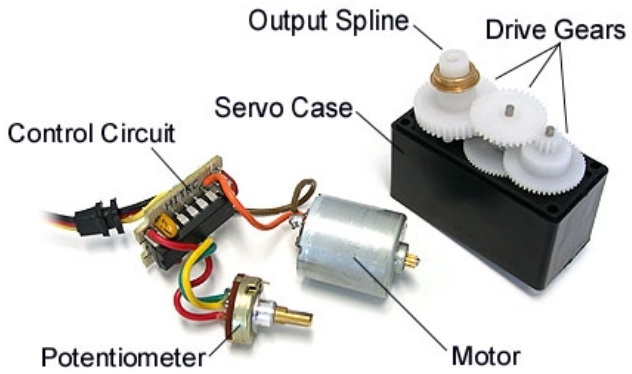 Output Spline
Drive Gears
Servo Case
Control Circuit
Potentiometer
Motor